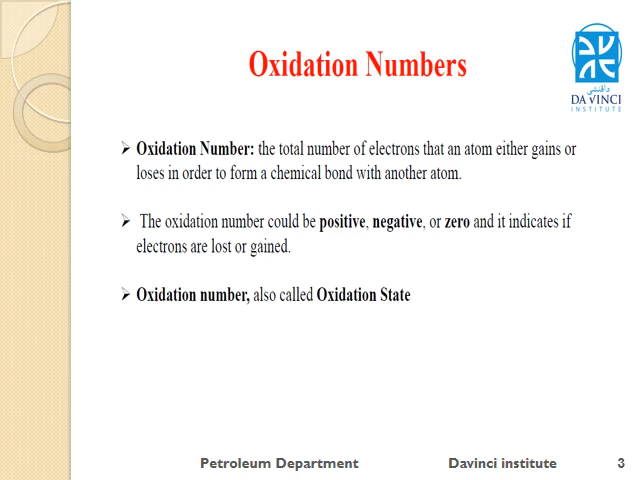 Oxidation Numbers
داڤنشي
DA VINCI
INSTITUTE
➢ Oxidation Number: the total number of electrons that an atom either gains or
loses in order to form a chemical bond with another atom.
➢ The oxidation number could be positive, negative, or zero and it indicates if
electrons are lost or gained.
➢ Oxidation number, also called Oxidation State
Petroleum Department Davinci institute 3